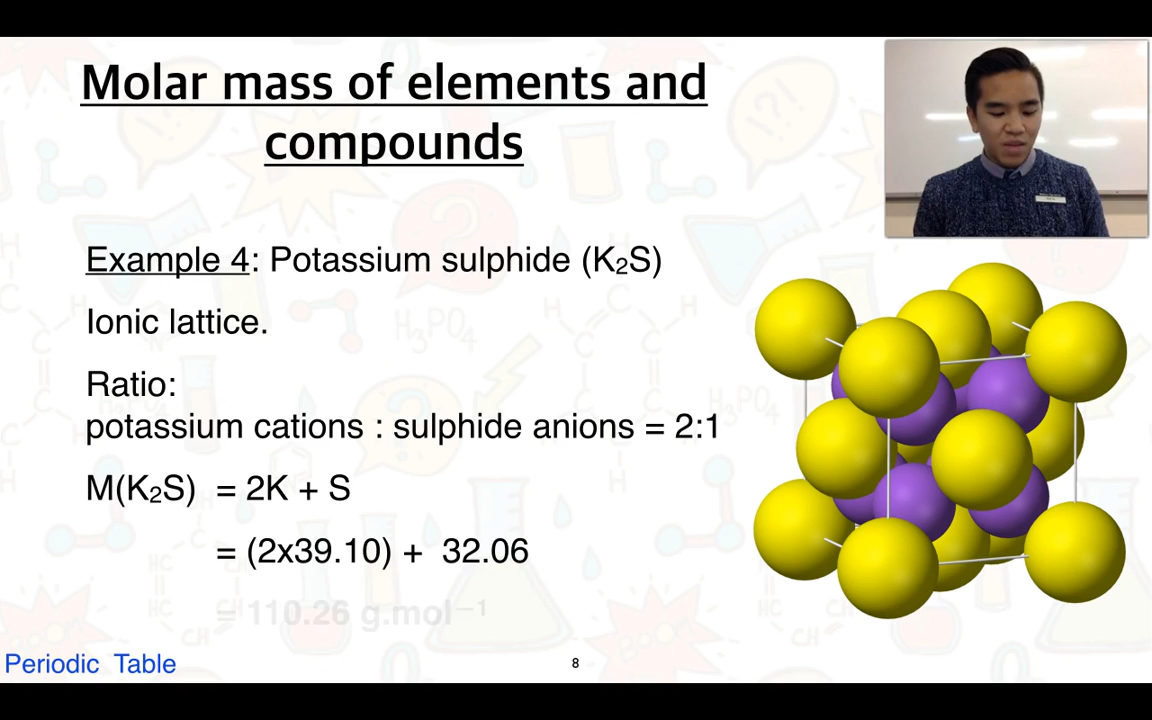 Molar mass of elements and
compounds
Example 4: Potassium sulphide (K₂S)
Ionic lattice.
Ratio:
potassium cations : sulphide anions = 2:1
M(K₂S) = 2K + S
= (2x39.10) + 32.06
= 110.26 g.mol⁻¹
Periodic Table
8
H₃PO₄